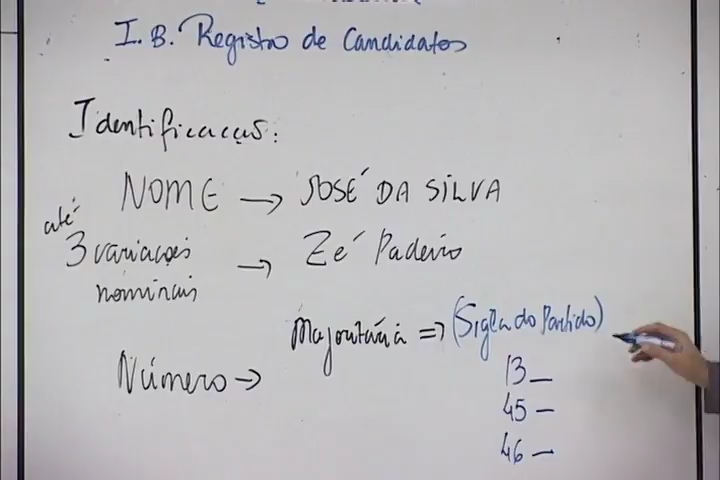 I.B. Registro de Candidatos
Identificação:
NOME → JOSÉ DA SILVA
até
3 variações → Zé Padeiro
nominais
Majoritária => (Sigla do Partido)
Número →
13 _
45 -
46 -